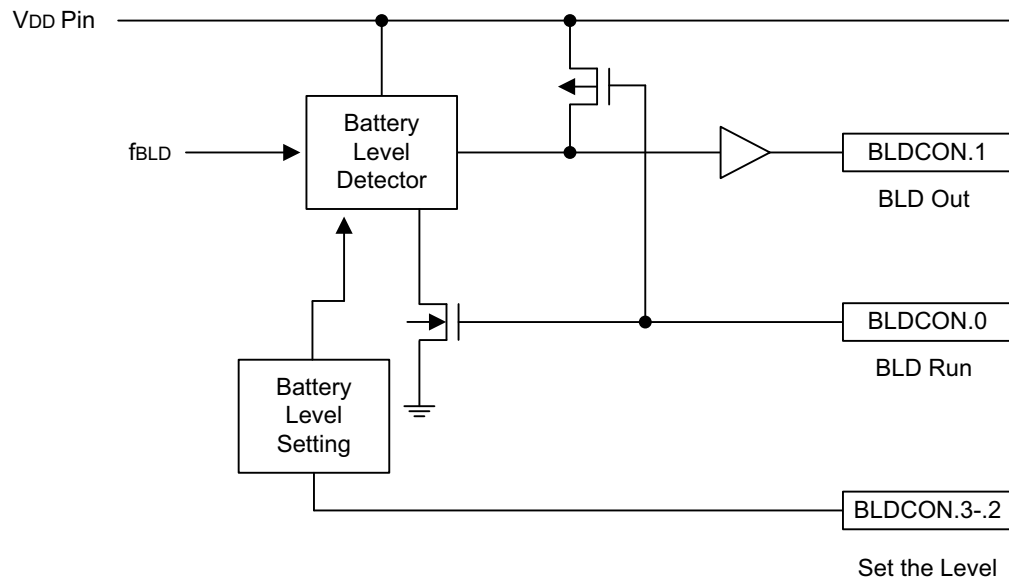 VDD Pin
Battery
Level
Detector
fBLD
BLDCON.1
BLD Out
BLDCON.0
BLD Run
Battery
Level
Setting
BLDCON.3-.2
Set the Level